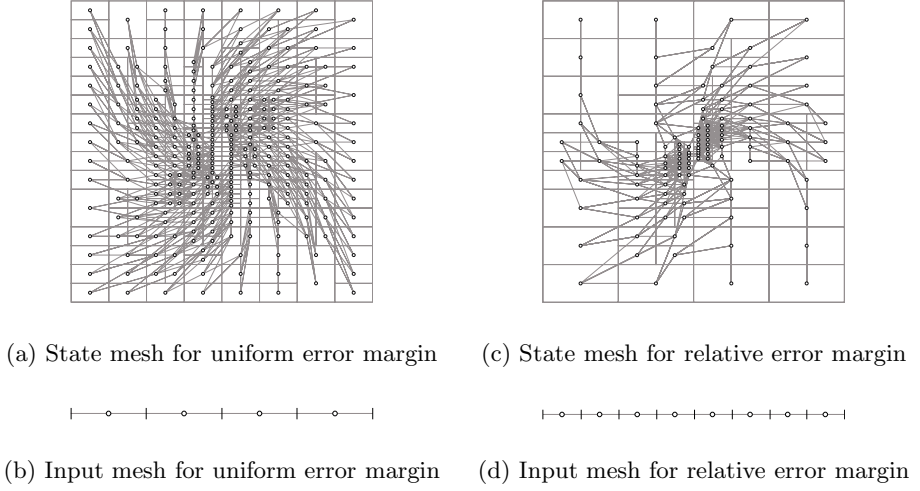 (a) State mesh for uniform error margin
(c) State mesh for relative error margin
(b) Input mesh for uniform error margin
(d) Input mesh for relative error margin